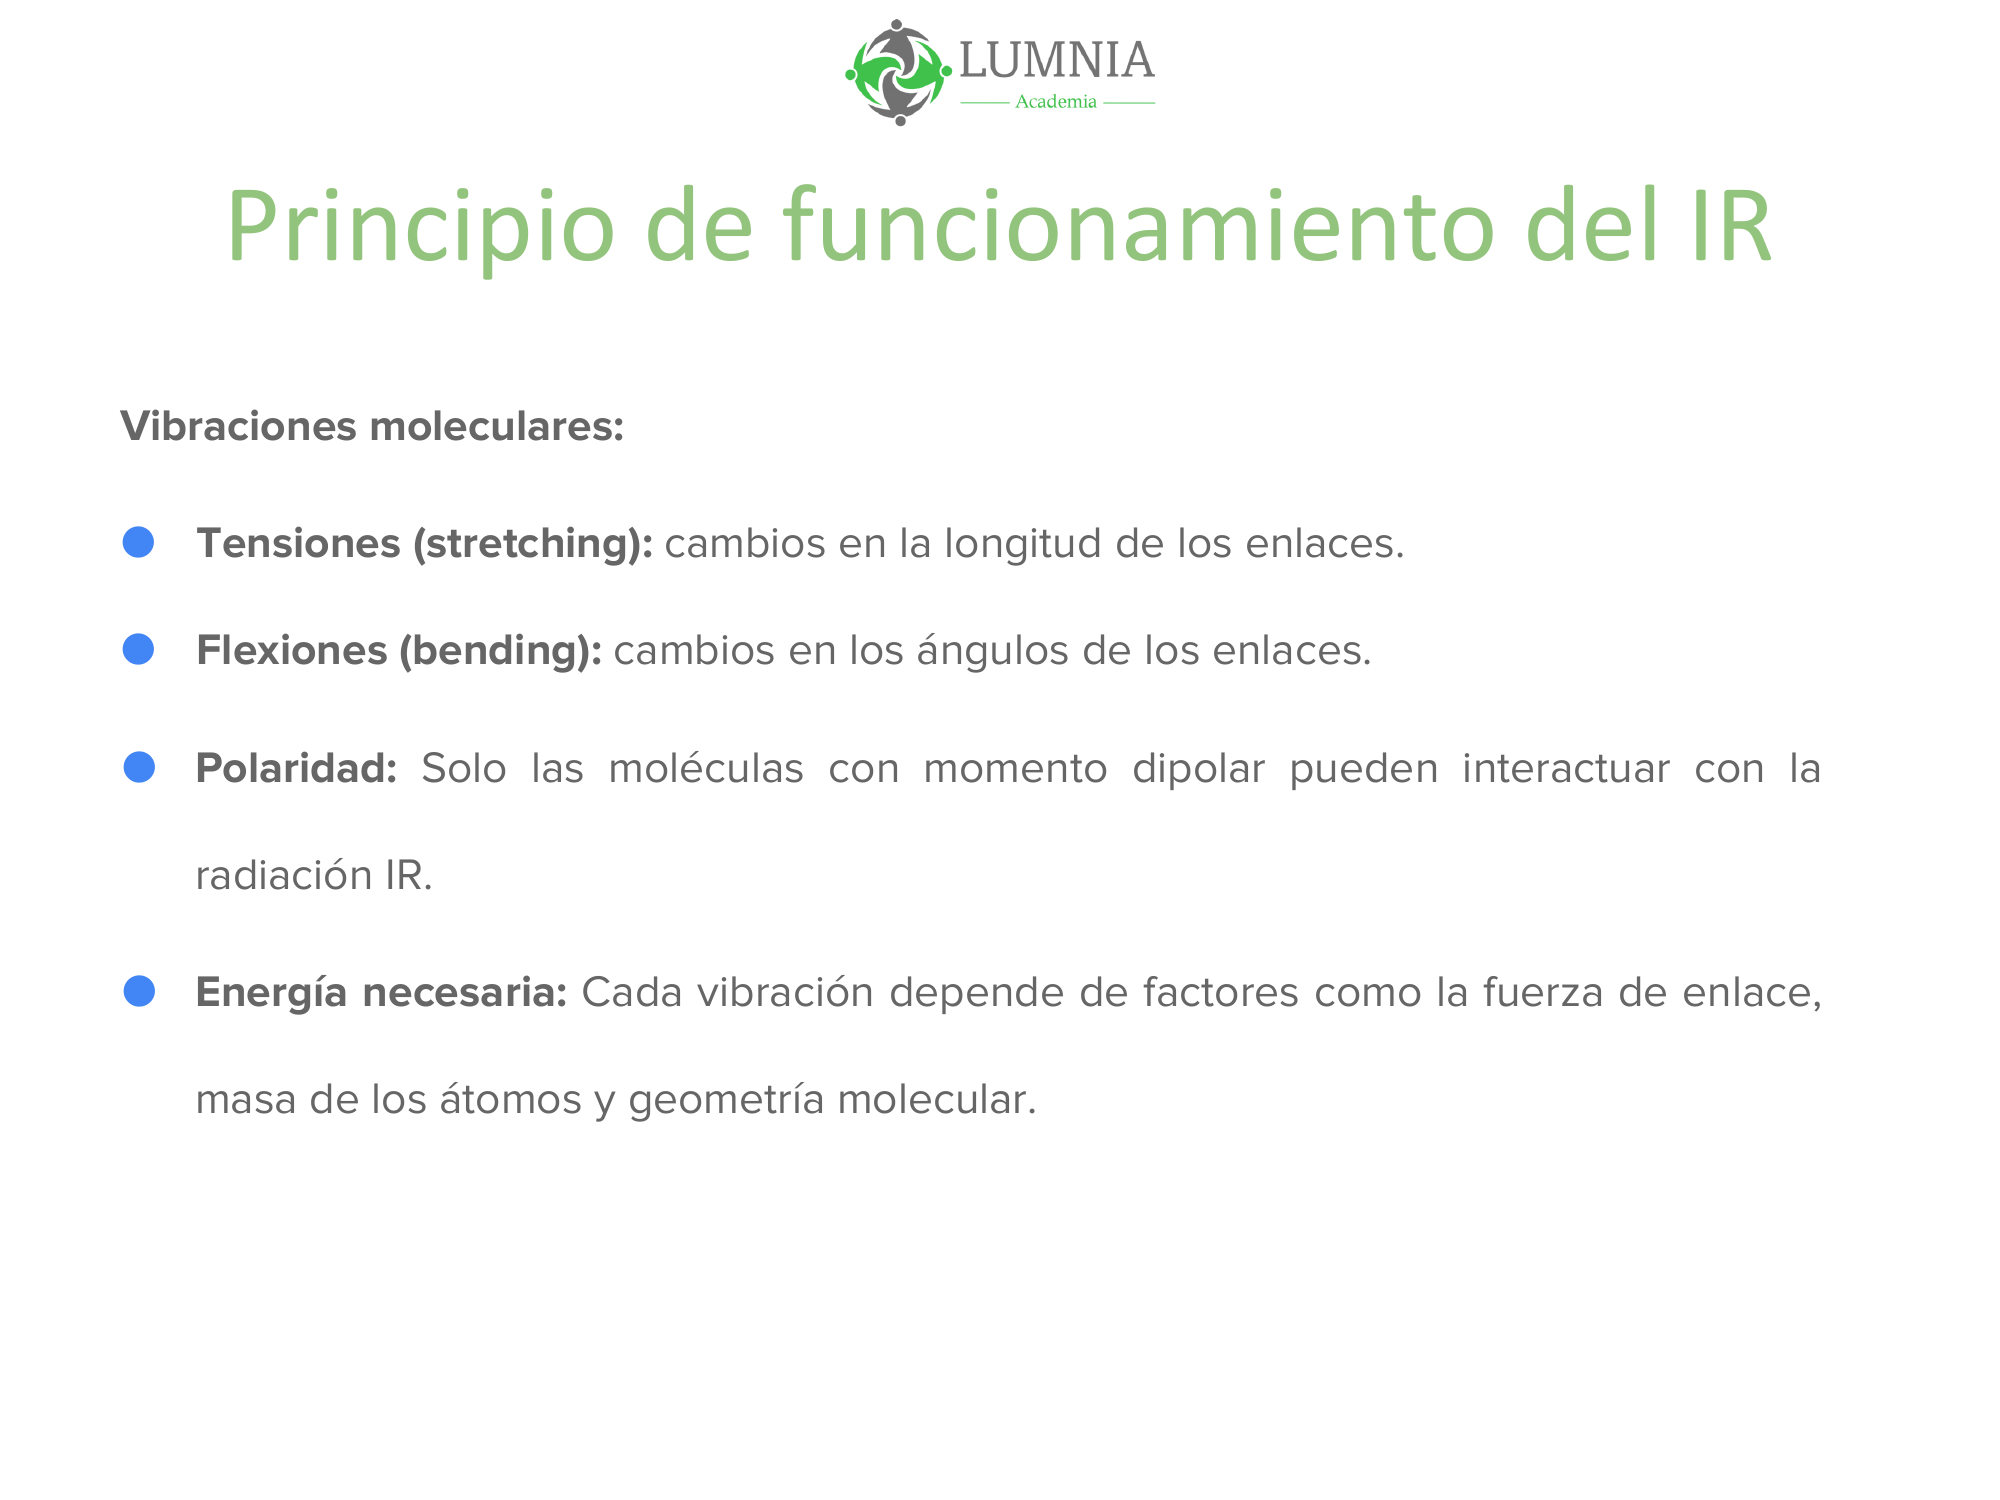 LUMNIA
Academia
Principio de funcionamiento del IR
Vibraciones moleculares:
● Tensiones (stretching): cambios en la longitud de los enlaces.
● Flexiones (bending): cambios en los ángulos de los enlaces.
● Polaridad: Solo las moléculas con momento dipolar pueden interactuar con la
radiación IR.
● Energía necesaria: Cada vibración depende de factores como la fuerza de enlace,
masa de los átomos y geometría molecular.